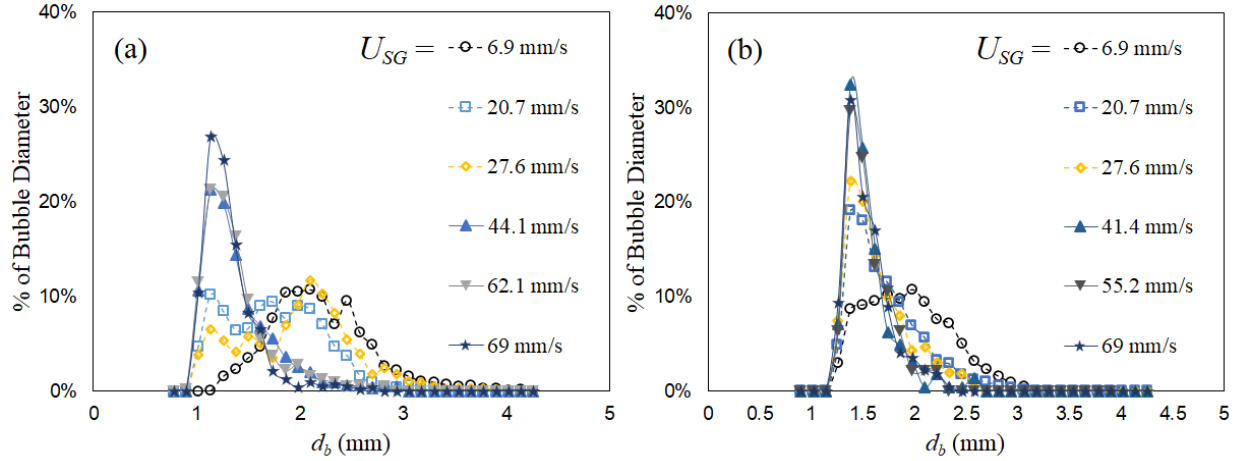 40%
30%
20%
10%
0%
% of Bubble Diameter
(a)
U_SG = 6.9 mm/s
20.7 mm/s
27.6 mm/s
44.1 mm/s
62.1 mm/s
69 mm/s
0 1 2 3 4 5
d_b (mm)
40%
30%
20%
10%
0%
% of Bubble Diameter
(b)
U_SG = 6.9 mm/s
20.7 mm/s
27.6 mm/s
41.4 mm/s
55.2 mm/s
69 mm/s
0 0.5 1 1.5 2 2.5 3 3.5 4 4.5 5
d_b (mm)